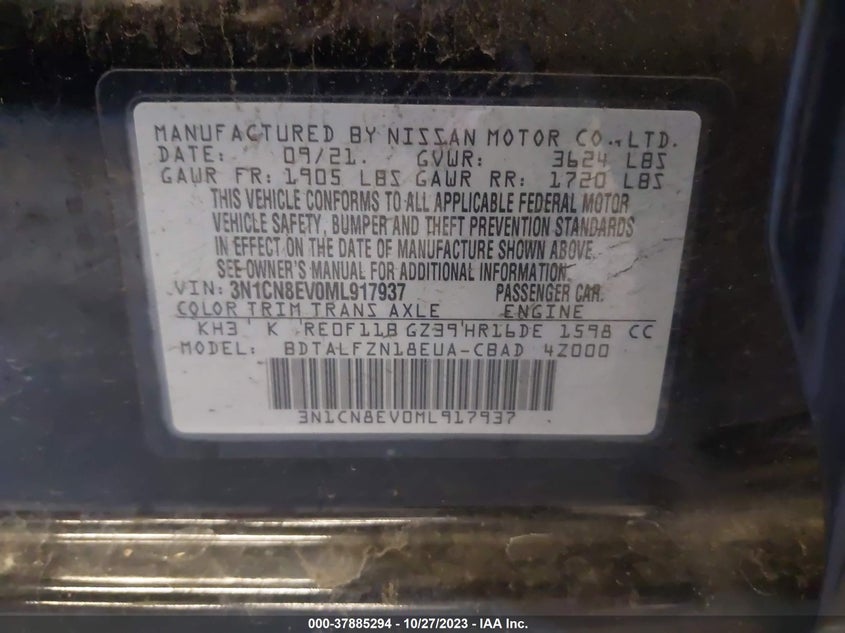 MANUFACTURED BY NISSAN MOTOR CO., LTD.
DATE: 09/21. GVWR: 3624 LBS
GAWR FR: 1905 LBS GAWR RR: 1720 LBS
THIS VEHICLE CONFORMS TO ALL APPLICABLE FEDERAL MOTOR
VEHICLE SAFETY, BUMPER AND THEFT PREVENTION STANDARDS
IN EFFECT ON THE DATE OF MANUFACTURE SHOWN ABOVE.
SEE OWNER'S MANUAL FOR ADDITIONAL INFORMATION.
VIN: 3N1CN8EV0ML917937 PASSENGER CAR.
COLOR TRIM TRANS AXLE ENGINE
KH3 K RE0F11B GZ39 HR16DE 1598 CC
MODEL: BDTALFZN18EUA-CBAD 4Z000
3N1CN8EV0ML917937
000-37885294 - 10/27/2023 - IAA Inc.